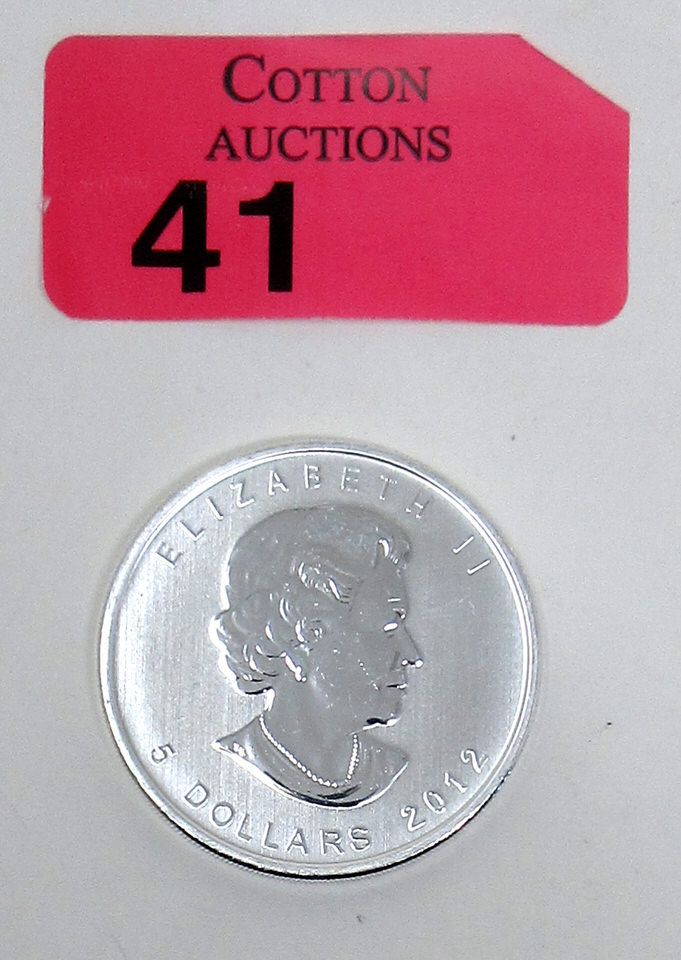 COTTON
AUCTIONS
41
ELIZABETH II
5 DOLLARS 2012